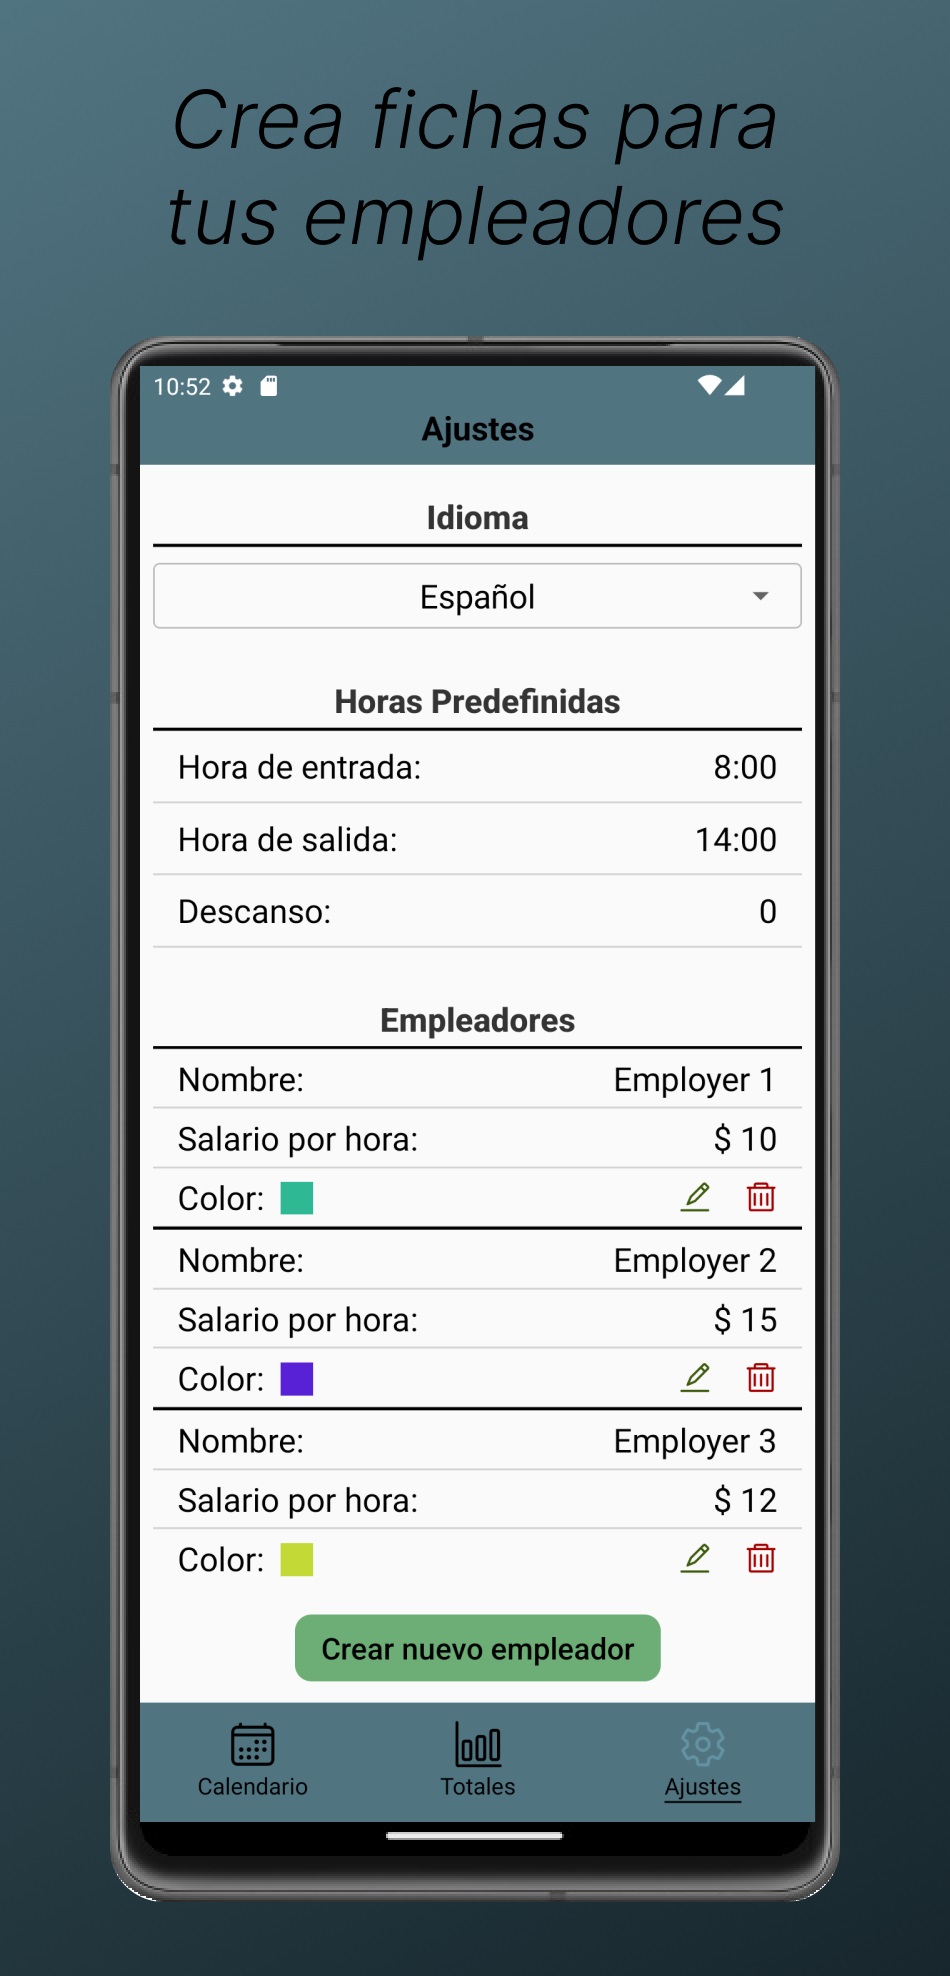 Crea fichas para
tus empleadores
10:52
Ajustes
Idioma
Español
Horas Predefinidas
Hora de entrada: 8:00
Hora de salida: 14:00
Descanso: 0
Empleadores
Nombre: Employer 1
Salario por hora: $ 10
Color:
Nombre: Employer 2
Salario por hora: $ 15
Color:
Nombre: Employer 3
Salario por hora: $ 12
Color:
Crear nuevo empleador
Calendario Totales Ajustes